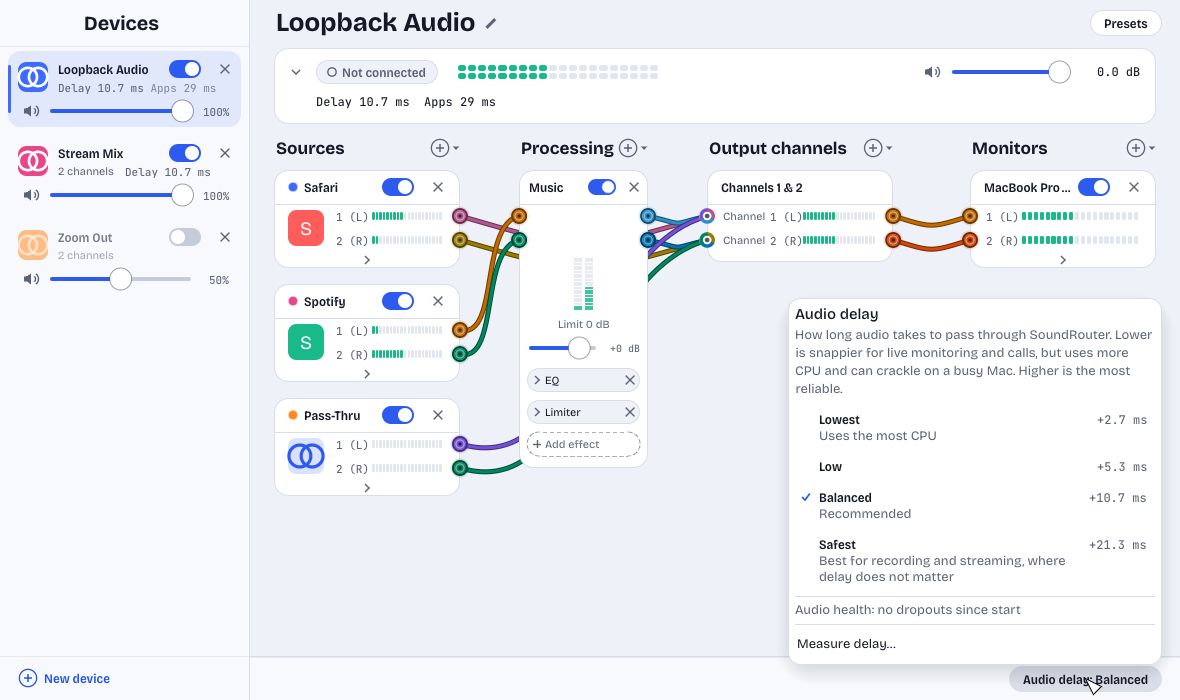 Devices
Loopback Audio
Delay 10.7 ms Apps 29 ms
100%
Stream Mix
2 channels Delay 10.7 ms
100%
Zoom Out
2 channels
50%
New device
Loopback Audio
Presets
Not connected
0.0 dB
Delay 10.7 ms Apps 29 ms
Sources
Processing
Output channels
Monitors
Safari
S
1 (L)
2 (R)
Spotify
S
1 (L)
2 (R)
Pass-Thru
1 (L)
2 (R)
Music
Limit 0 dB
+0 dB
EQ
Limiter
Add effect
Channels 1 & 2
Channel 1 (L)
Channel 2 (R)
MacBook Pro...
1 (L)
2 (R)
Audio delay
How long audio takes to pass through SoundRouter. Lower
is snappier for live monitoring and calls, but uses more
CPU and can crackle on a busy Mac. Higher is the most
reliable.
Lowest +2.7 ms
Uses the most CPU
Low +5.3 ms
Balanced +10.7 ms
Recommended
Safest +21.3 ms
Best for recording and streaming, where
delay does not matter
Audio health: no dropouts since start
Measure delay...
Audio delay: Balanced